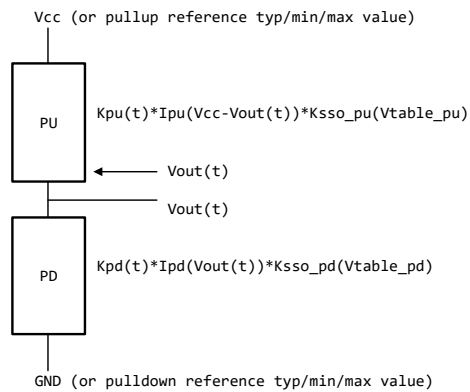 Vcc (or pullup reference typ/min/max value)
PU
Kpu(t)*Ipu(Vcc-Vout(t))*Ksso_pu(Vtable_pu)
Vout(t)
Vout(t)
PD
Kpd(t)*Ipd(Vout(t))*Ksso_pd(Vtable_pd)
GND (or pulldown reference typ/min/max value)